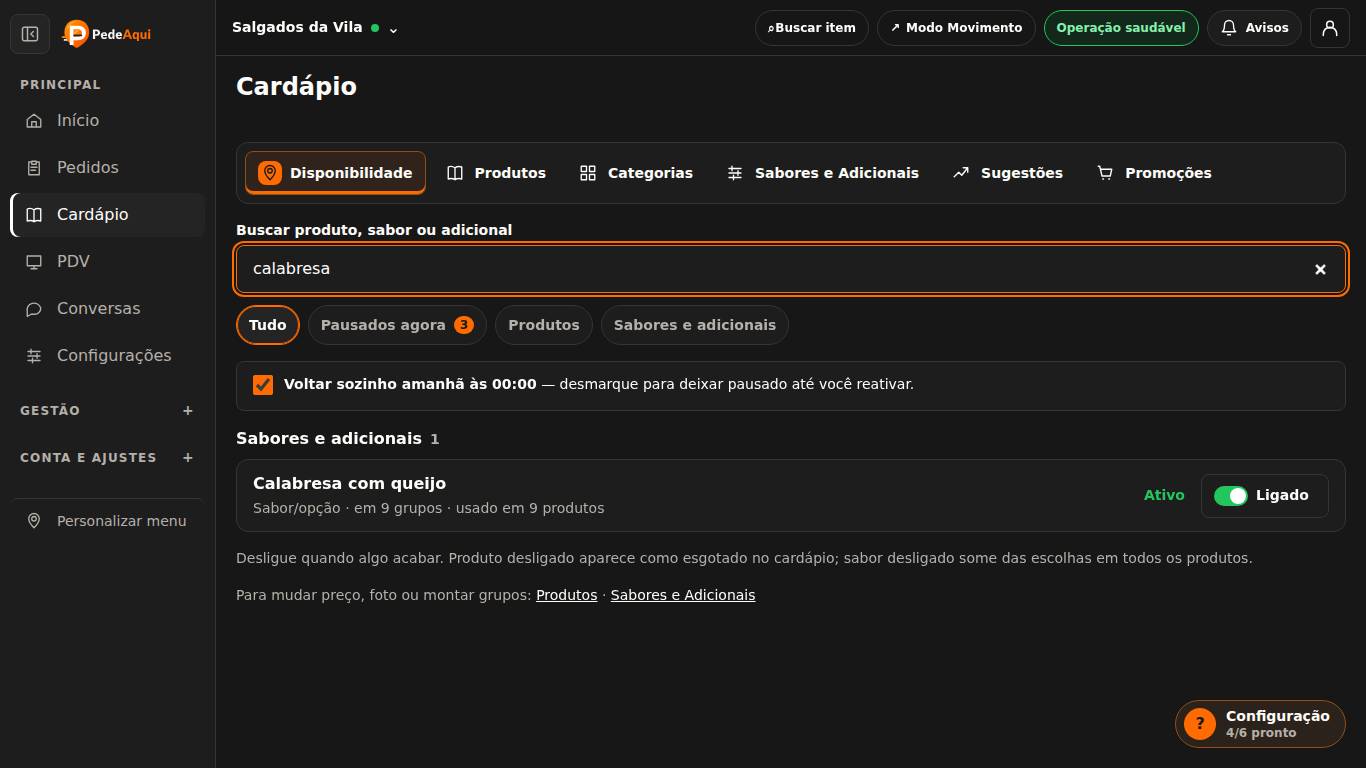 PedeAqui
PRINCIPAL
Início
Pedidos
Cardápio
PDV
Conversas
Configurações
GESTÃO +
CONTA E AJUSTES +
Personalizar menu
Salgados da Vila
Buscar item
Modo Movimento
Operação saudável
Avisos
Cardápio
Disponibilidade
Produtos
Categorias
Sabores e Adicionais
Sugestões
Promoções
Buscar produto, sabor ou adicional
calabresa
Tudo
Pausados agora 3
Produtos
Sabores e adicionais
Voltar sozinho amanhã às 00:00 — desmarque para deixar pausado até você reativar.
Sabores e adicionais 1
Calabresa com queijo
Sabor/opção · em 9 grupos · usado em 9 produtos
Ativo
Ligado
Desligue quando algo acabar. Produto desligado aparece como esgotado no cardápio; sabor desligado some das escolhas em todos os produtos.
Para mudar preço, foto ou montar grupos: Produtos · Sabores e Adicionais
?
Configuração
4/6 pronto